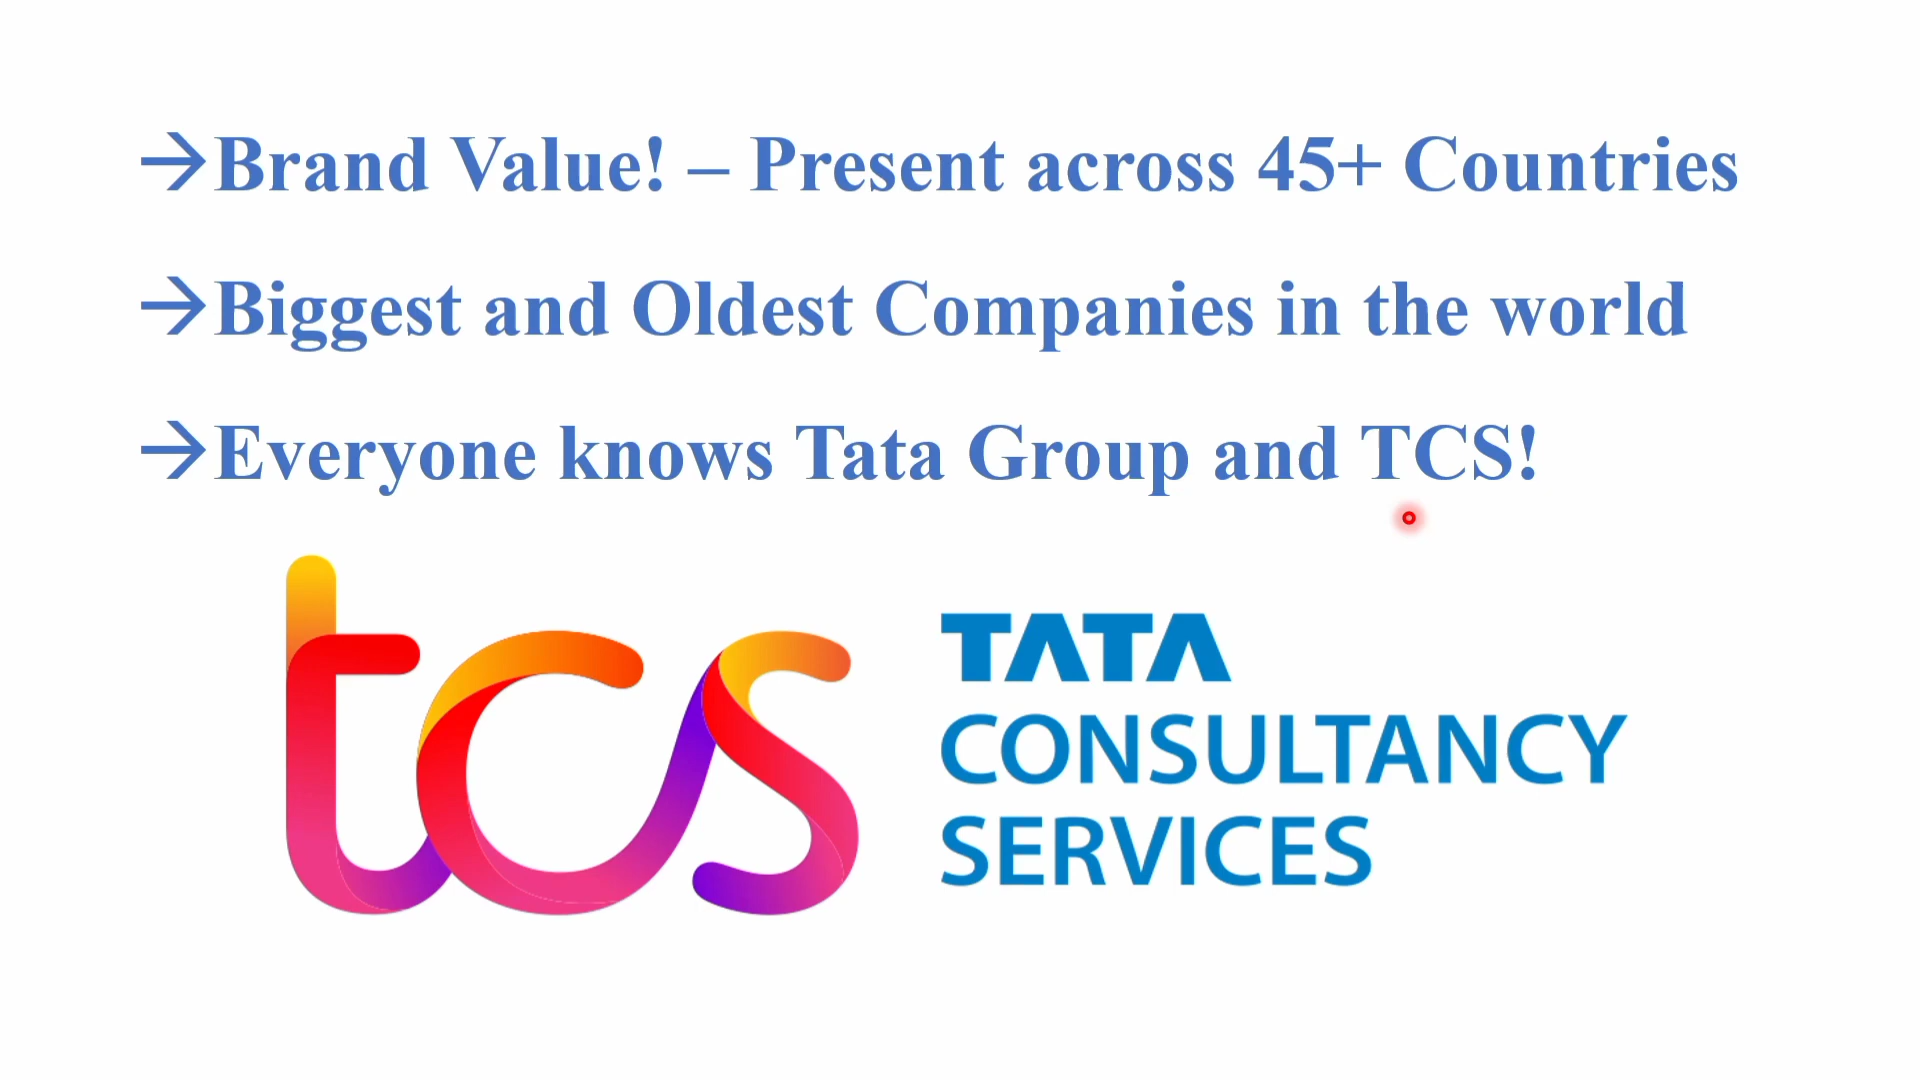 →Brand Value! – Present across 45+ Countries
→Biggest and Oldest Companies in the world
→Everyone knows Tata Group and TCS!
tcs
TATA
CONSULTANCY
SERVICES